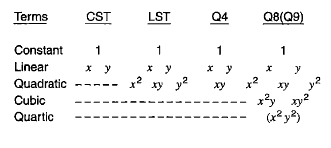 Terms CST LST Q4 Q8(Q9)
Constant 1 1 1 1
Linear x y x y x y x y
Quadratic ----- x² xy y² xy x² xy y²
Cubic -------------------------- x²y xy²
Quartic -------------------------- (x²y²)